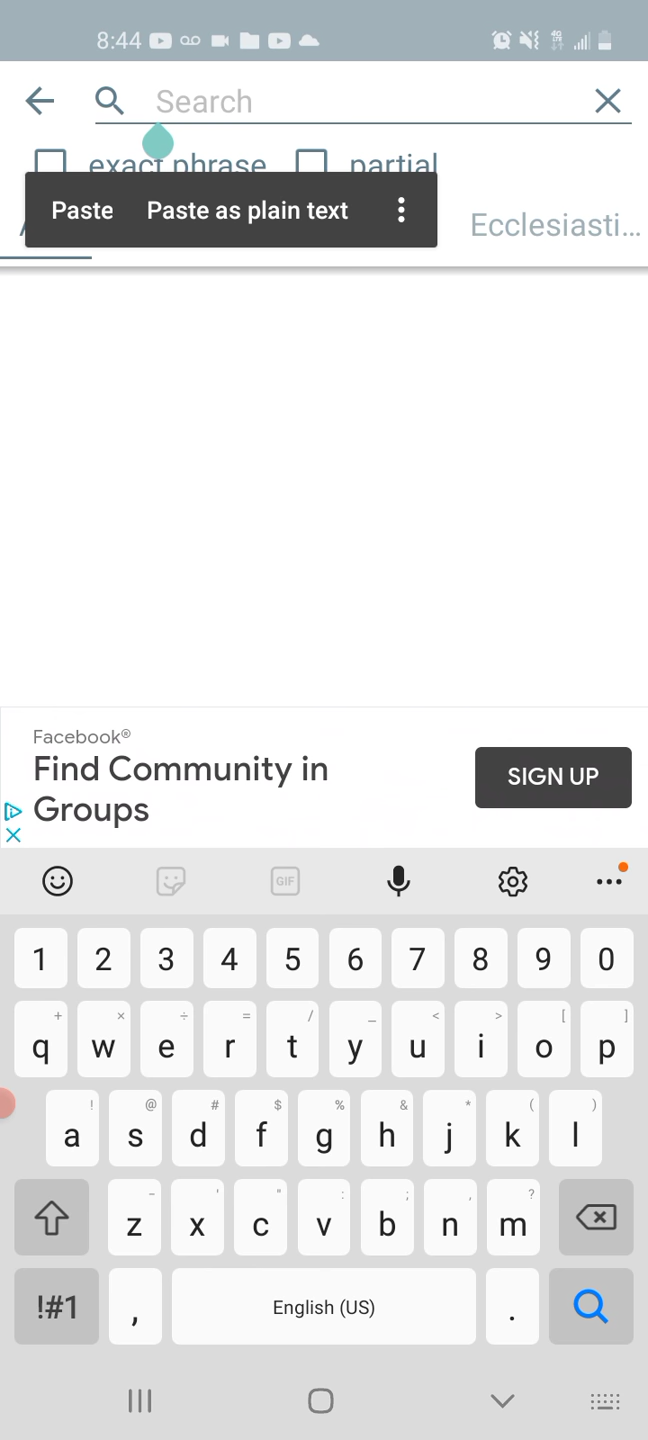 8:44
Search
exact phrase partial
Paste Paste as plain text
Ecclesiasti...
Facebook®
Find Community in
Groups
SIGN UP
GIF
1 2 3 4 5 6 7 8 9 0
+ × ÷ = / _ < > [ ]
q w e r t y u i o p
! @ # $ % & * ( )
a s d f g h j k l
- ' " : ; , ?
z x c v b n m
!#1 , English (US) .